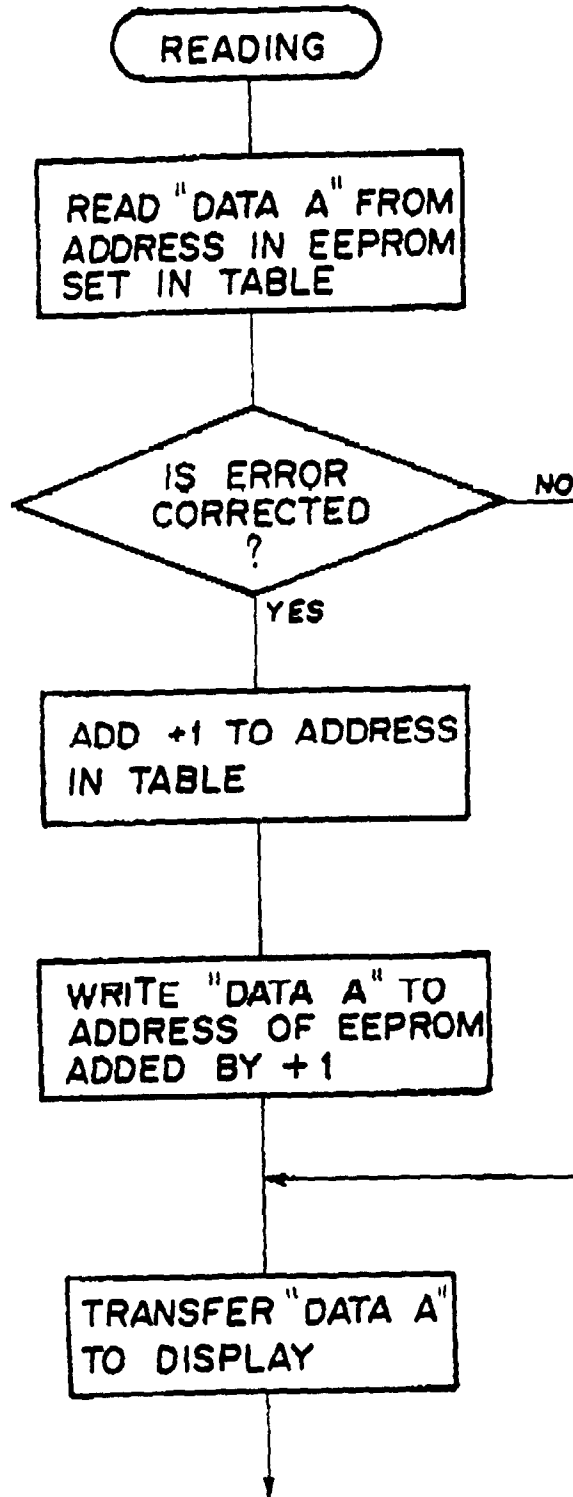 READING
READ "DATA A" FROM
ADDRESS IN EEPROM
SET IN TABLE
IS ERROR
CORRECTED
?
NO
YES
ADD +1 TO ADDRESS
IN TABLE
WRITE "DATA A" TO
ADDRESS OF EEPROM
ADDED BY +1
TRANSFER "DATA A"
TO DISPLAY